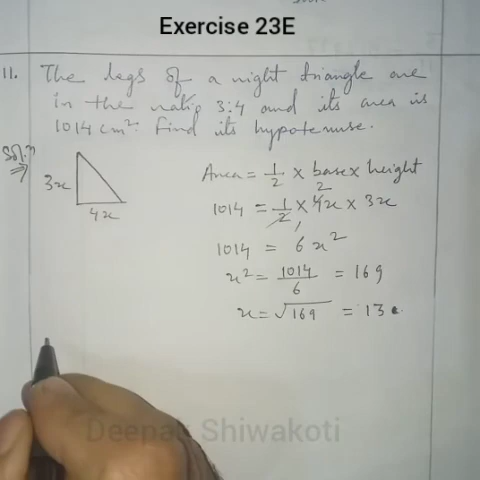 Exercise 23E
11. The legs of a right triangle are
in the ratio 3:4 and its area is
1014 cm². Find its hypotenuse.
Sol.n
⇒
3x
4x
Area = 1/2 × base × height
2
1014 = 1/2 × 4x × 3x
1
1014 = 6x²
x² = 1014/6 = 169
x = √169 = 13
Deepak Shiwakoti